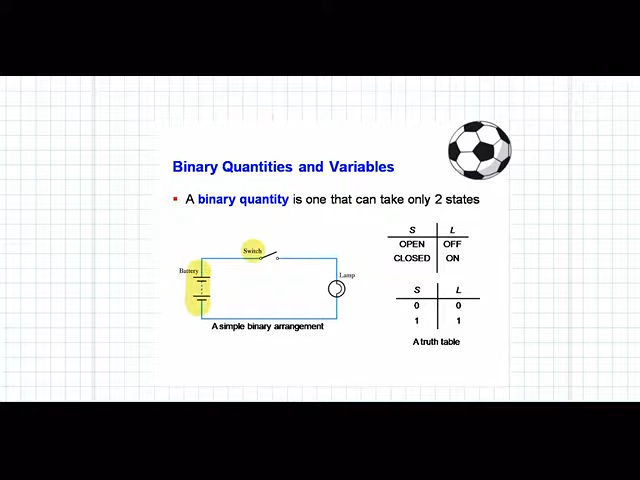 Binary Quantities and Variables
▪ A binary quantity is one that can take only 2 states
Switch
Battery
Lamp
A simple binary arrangement
S L
OPEN OFF
CLOSED ON
S L
0 0
1 1
A truth table